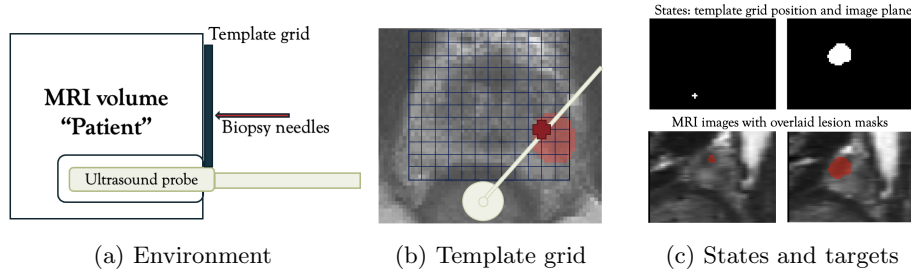 Template grid
MRI volume
“Patient”
Biopsy needles
Ultrasound probe
(a) Environment
(b) Template grid
States: template grid position and image plane
MRI images with overlaid lesion masks
(c) States and targets